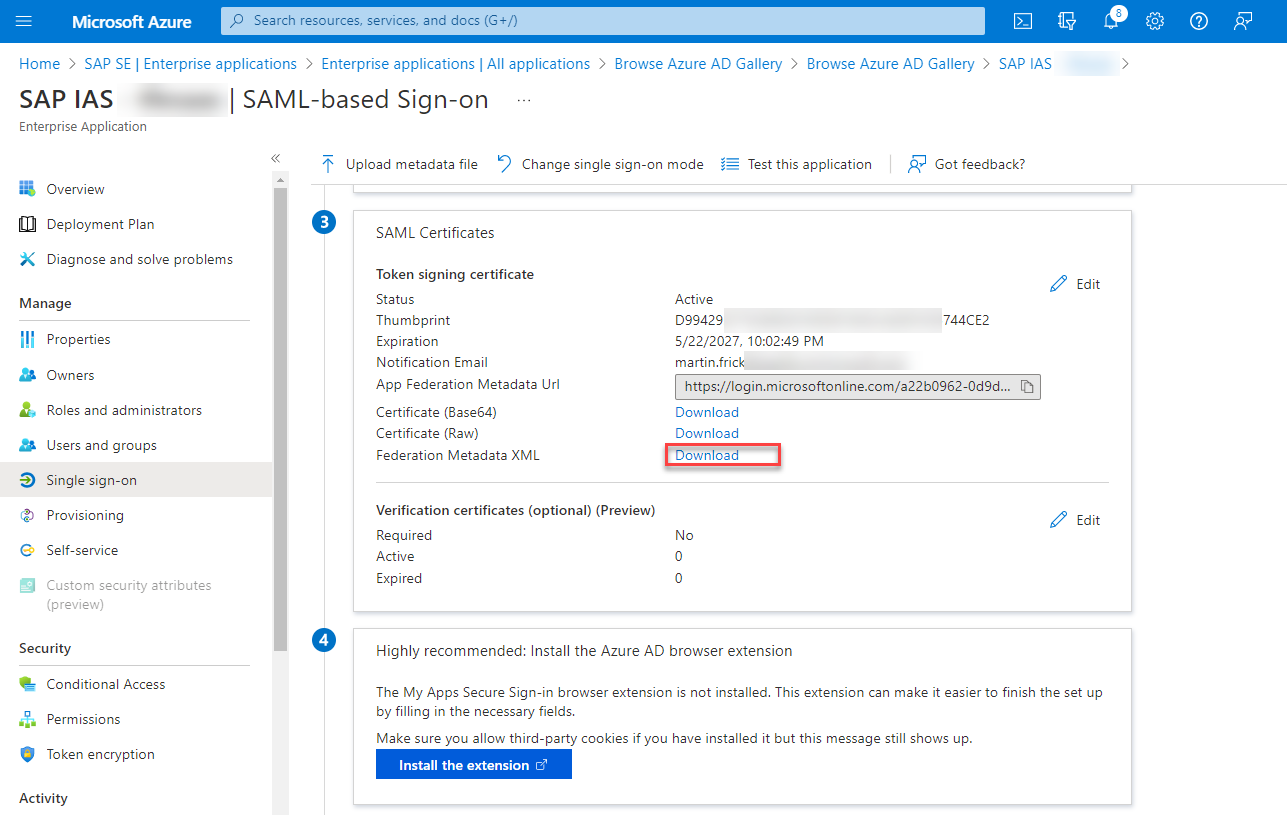 Microsoft Azure
Search resources, services, and docs (G+/)
8
Home > SAP SE | Enterprise applications > Enterprise applications | All applications > Browse Azure AD Gallery > Browse Azure AD Gallery > SAP IAS >
SAP IAS | SAML-based Sign-on ...
Enterprise Application
«
Upload metadata file
Change single sign-on mode
Test this application
Got feedback?
Overview
Deployment Plan
Diagnose and solve problems
Manage
Properties
Owners
Roles and administrators
Users and groups
Single sign-on
Provisioning
Self-service
Custom security attributes
(preview)
Security
Conditional Access
Permissions
Token encryption
Activity
3
SAML Certificates
Token signing certificate
Edit
Status Active
Thumbprint D99429 744CE2
Expiration 5/22/2027, 10:02:49 PM
Notification Email martin.frick
App Federation Metadata Url https://login.microsoftonline.com/a22b0962-0d9d...
Certificate (Base64) Download
Certificate (Raw) Download
Federation Metadata XML Download
Verification certificates (optional) (Preview)
Edit
Required No
Active 0
Expired 0
4
Highly recommended: Install the Azure AD browser extension
The My Apps Secure Sign-in browser extension is not installed. This extension can make it easier to finish the set up
by filling in the necessary fields.
Make sure you allow third-party cookies if you have installed it but this message still shows up.
Install the extension